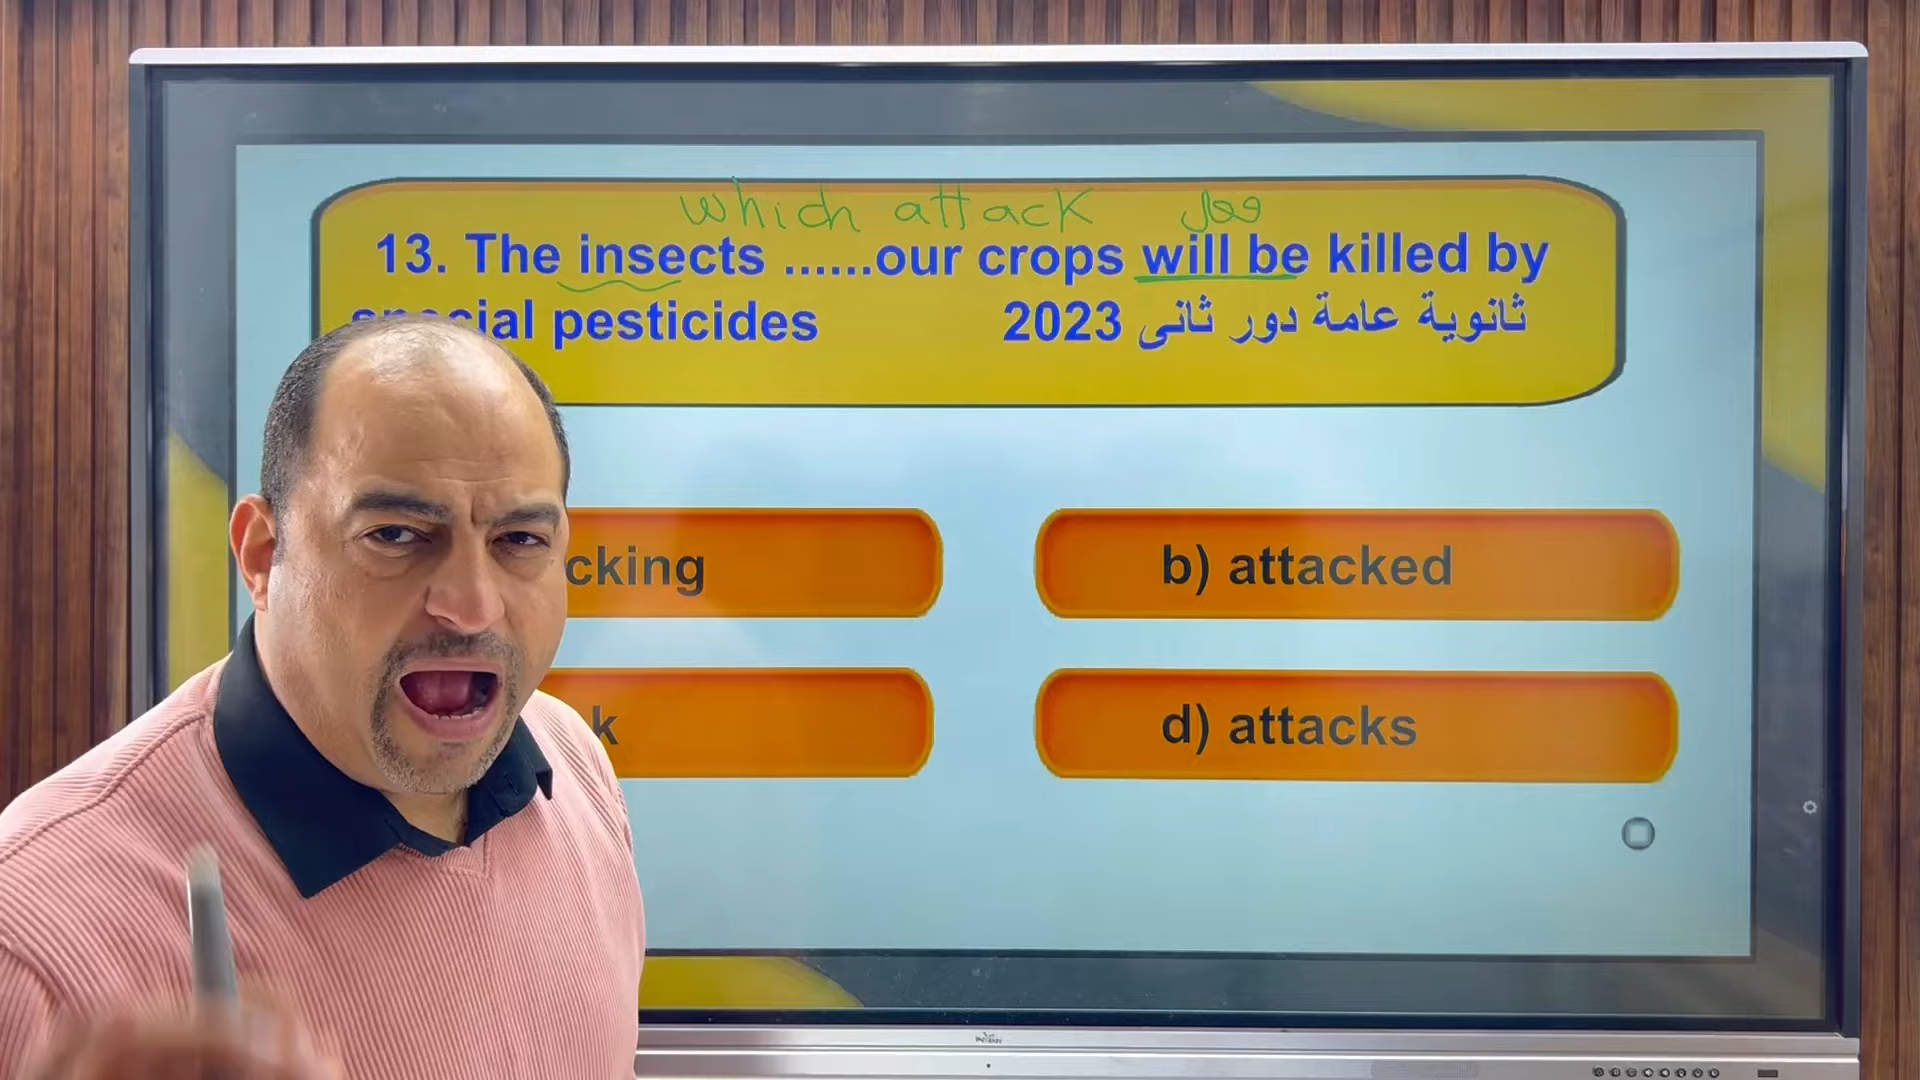 which attack فعل
13. The insects ......our crops will be killed by
special pesticides 2023 ثانوية عامة دور ثانى
cking
b) attacked
k
d) attacks